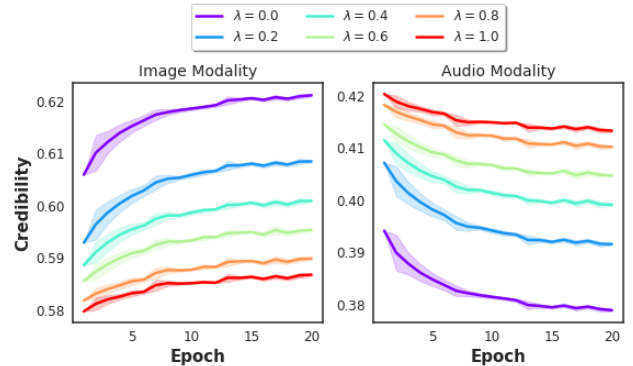 λ = 0.0 λ = 0.4 λ = 0.8
λ = 0.2 λ = 0.6 λ = 1.0
Image Modality Audio Modality
Credibility
0.62
0.61
0.60
0.59
0.58
5 10 15 20
Epoch
0.42
0.41
0.40
0.39
0.38
5 10 15 20
Epoch